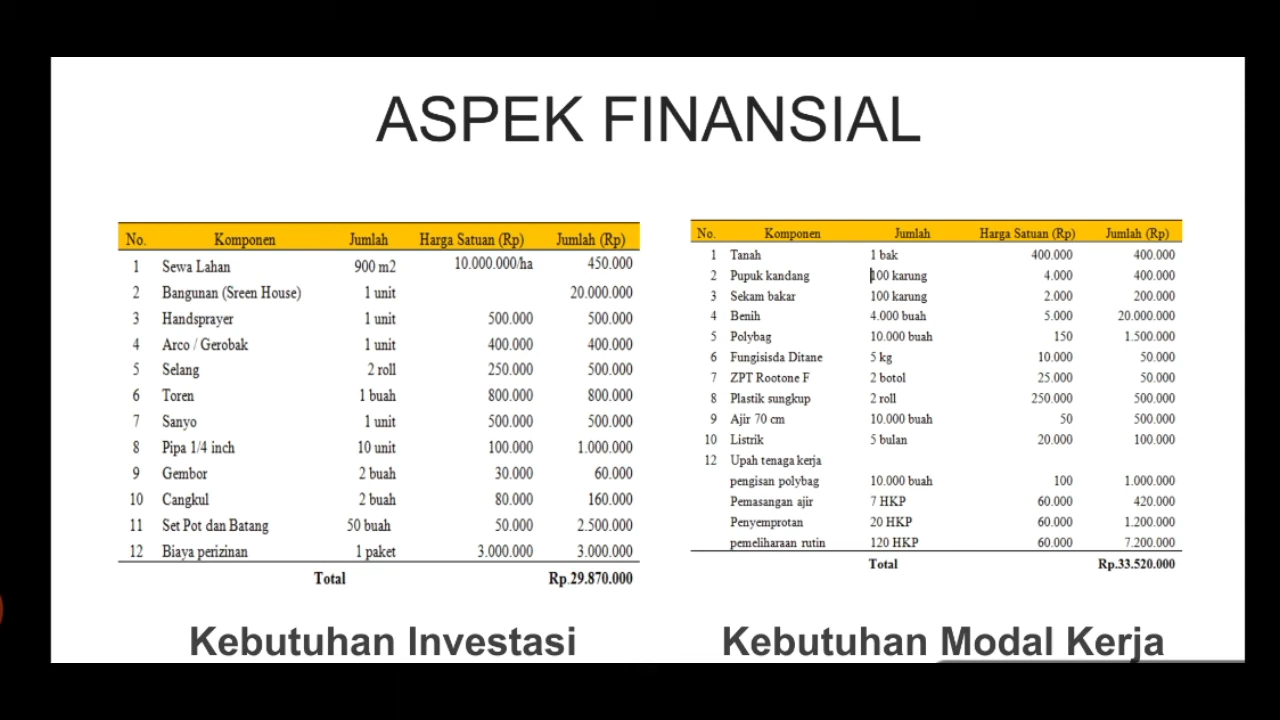 ASPEK FINANSIAL
No. Komponen Jumlah Harga Satuan (Rp) Jumlah (Rp)
1 Sewa Lahan 900 m2 10.000.000/ha 450.000
2 Bangunan (Sreen House) 1 unit 20.000.000
3 Handsprayer 1 unit 500.000 500.000
4 Arco / Gerobak 1 unit 400.000 400.000
5 Selang 2 roll 250.000 500.000
6 Toren 1 buah 800.000 800.000
7 Sanyo 1 unit 500.000 500.000
8 Pipa 1/4 inch 10 unit 100.000 1.000.000
9 Gembor 2 buah 30.000 60.000
10 Cangkul 2 buah 80.000 160.000
11 Set Pot dan Batang 50 buah 50.000 2.500.000
12 Biaya perizinan 1 paket 3.000.000 3.000.000
Total Rp.29.870.000
Kebutuhan Investasi
No. Komponen Jumlah Harga Satuan (Rp) Jumlah (Rp)
1 Tanah 1 bak 400.000 400.000
2 Pupuk kandang 100 karung 4.000 400.000
3 Sekam bakar 100 karung 2.000 200.000
4 Benih 4.000 buah 5.000 20.000.000
5 Polybag 10.000 buah 150 1.500.000
6 Fungisisda Ditane 5 kg 10.000 50.000
7 ZPT Rootone F 2 botol 25.000 50.000
8 Plastik sungkup 2 roll 250.000 500.000
9 Ajir 70 cm 10.000 buah 50 500.000
10 Listrik 5 bulan 20.000 100.000
12 Upah tenaga kerja
pengisan polybag 10.000 buah 100 1.000.000
Pemasangan ajir 7 HKP 60.000 420.000
Penyemprotan 20 HKP 60.000 1.200.000
pemeliharaan rutin 120 HKP 60.000 7.200.000
Total Rp.33.520.000
Kebutuhan Modal Kerja